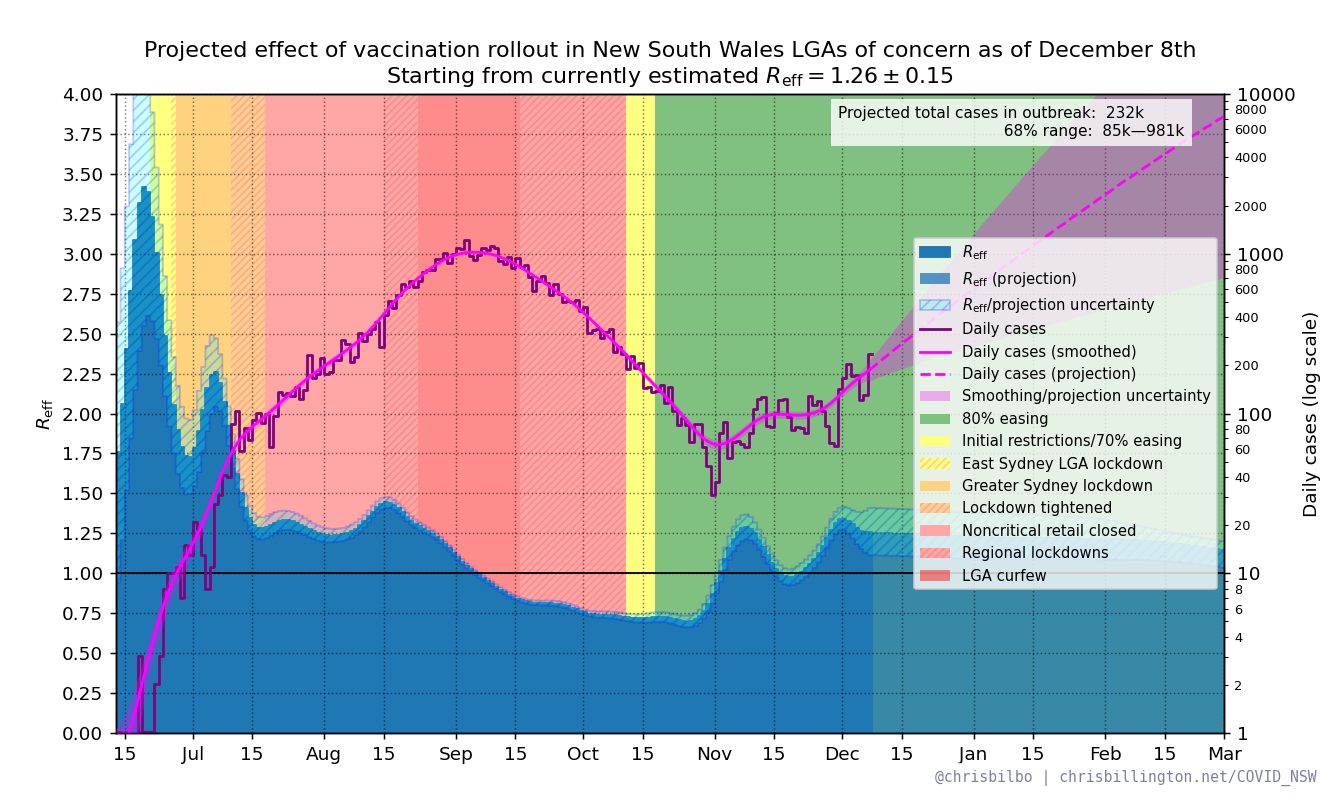 Projected effect of vaccination rollout in New South Wales LGAs of concern as of December 8th
Starting from currently estimated Reff = 1.26 ± 0.15
Projected total cases in outbreak: 232k
68% range: 85k—981k
Reff
4.00
3.75
3.50
3.25
3.00
2.75
2.50
2.25
2.00
1.75
1.50
1.25
1.00
0.75
0.50
0.25
0.00
Reff
Reff (projection)
Reff/projection uncertainty
Daily cases
Daily cases (smoothed)
Daily cases (projection)
Smoothing/projection uncertainty
80% easing
Initial restrictions/70% easing
East Sydney LGA lockdown
Greater Sydney lockdown
Lockdown tightened
Noncritical retail closed
Regional lockdowns
LGA curfew
10000
8000
6000
4000
2000
1000
800
600
400
200
100
80
60
40
20
10
8
6
4
2
1
Daily cases (log scale)
15 Jul 15 Aug 15 Sep 15 Oct 15 Nov 15 Dec 15 Jan 15 Feb 15 Mar
@chrisbilbo | chrisbillington.net/COVID_NSW